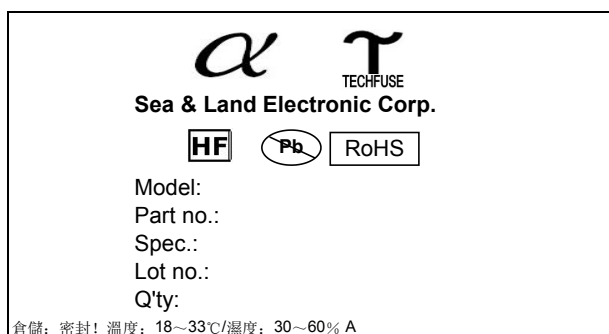 α
T
TECHFUSE
Sea & Land Electronic Corp.
HF Pb RoHS
Model:
Part no.:
Spec.:
Lot no.:
Q'ty:
倉儲：密封！溫度：18～33℃/濕度：30～60% A